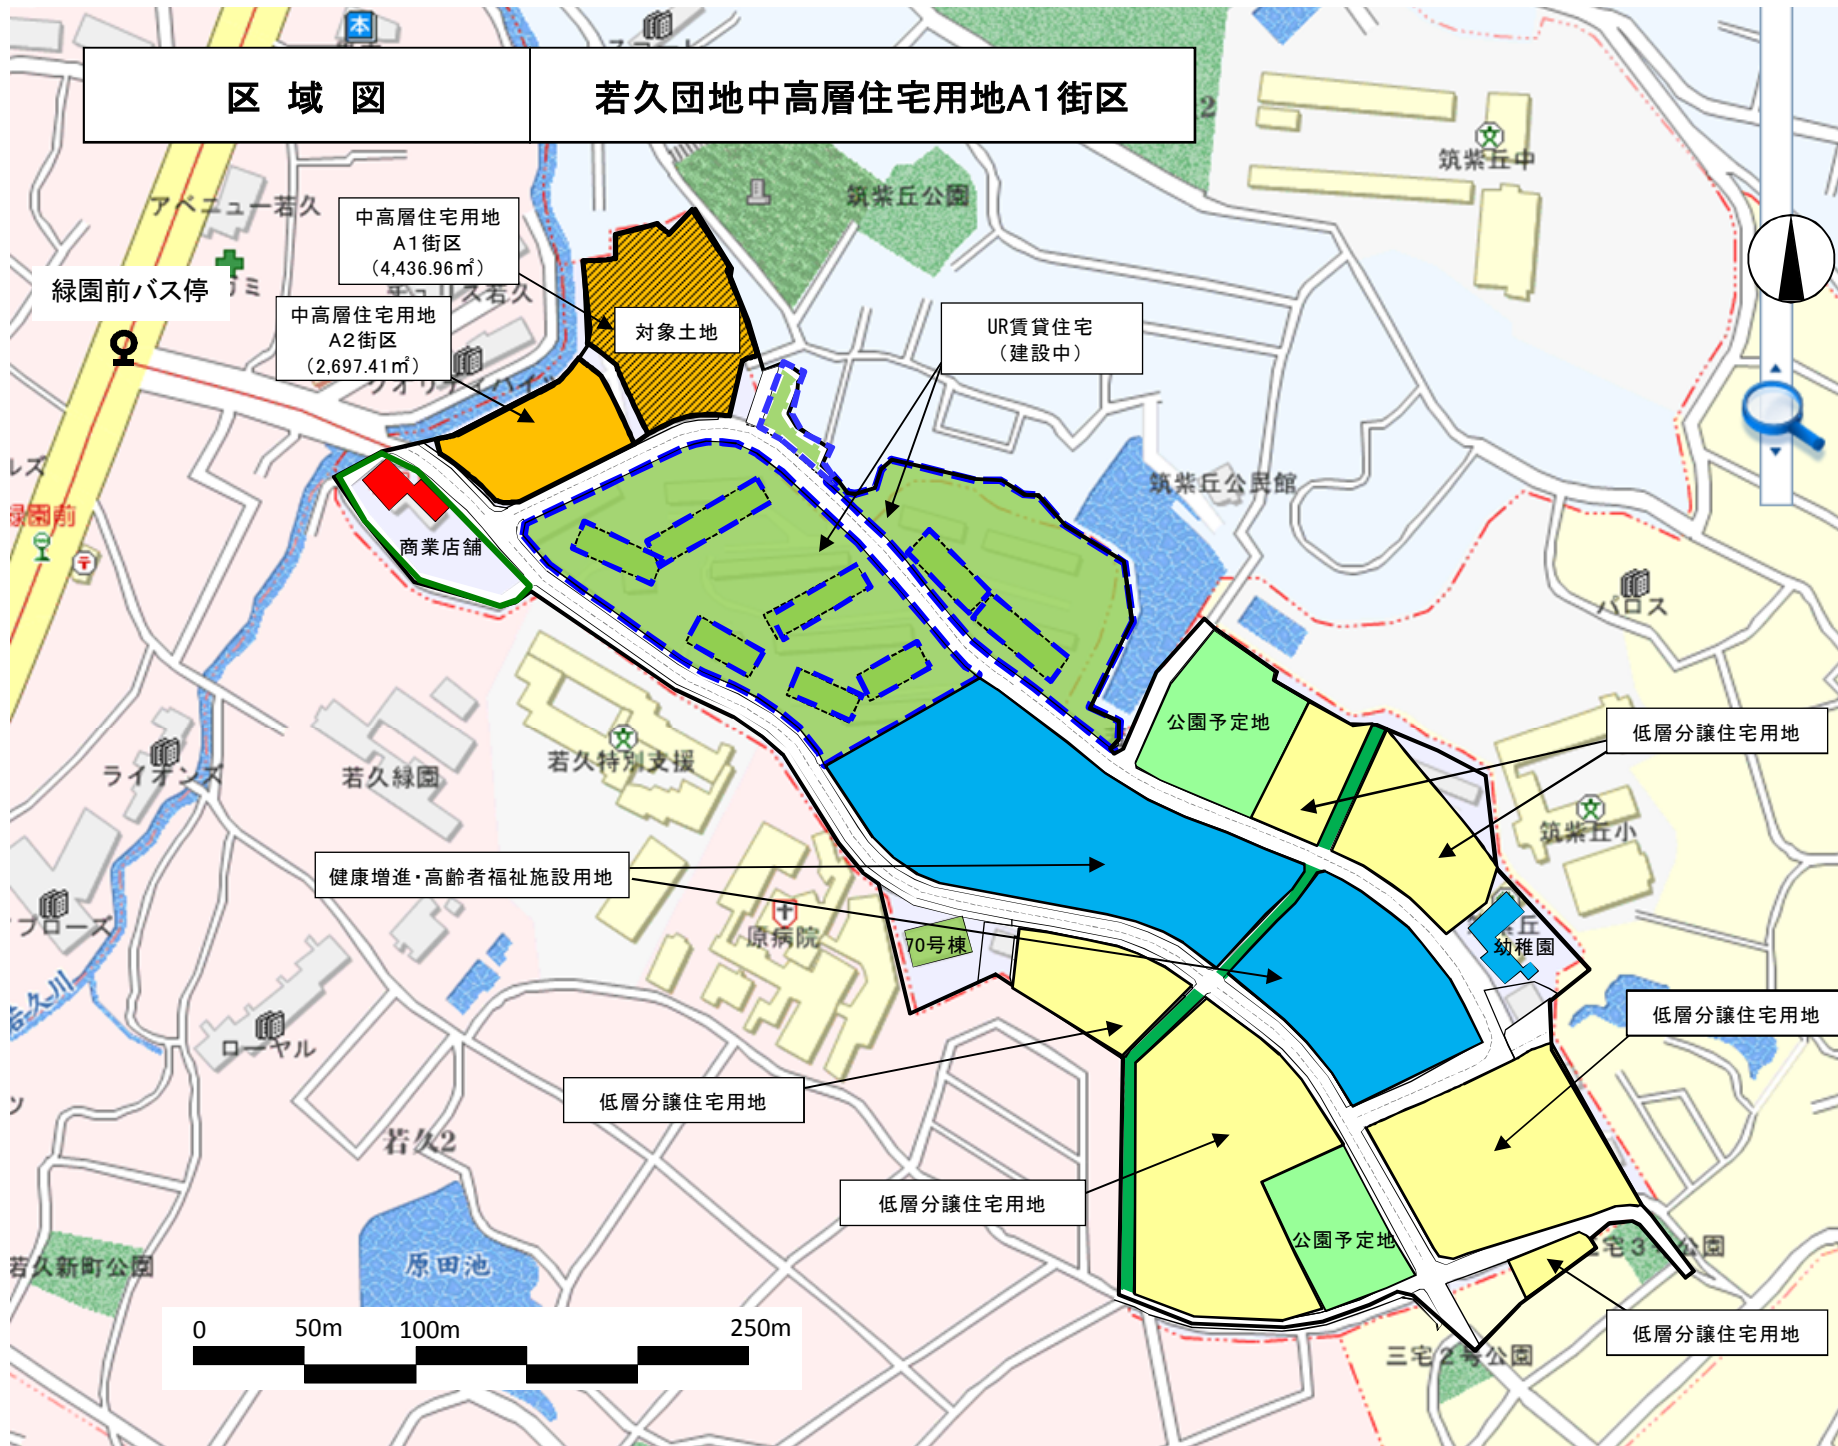 区域図
若久団地中高層住宅用地A1街区
筑紫丘中
筑紫丘公園
アベニュー若久
中高層住宅用地
A1街区
（4,436.96㎡）
緑園前バス停
中高層住宅用地
A2街区
（2,697.41㎡）
対象土地
UR賃貸住宅
（建設中）
筑紫丘公民館
緑園前
商業店舗
パロス
公園予定地
低層分譲住宅用地
若久特別支援
若久緑園
ライオンズ
筑紫丘小
健康増進・高齢者福祉施設用地
原病院
70号棟
幼稚園
若久川
ローヤル
低層分譲住宅用地
低層分譲住宅用地
若久2
低層分譲住宅用地
公園予定地
若久新町公園
原田池
低層分譲住宅用地
三宅2号公園
0
50m
100m
250m